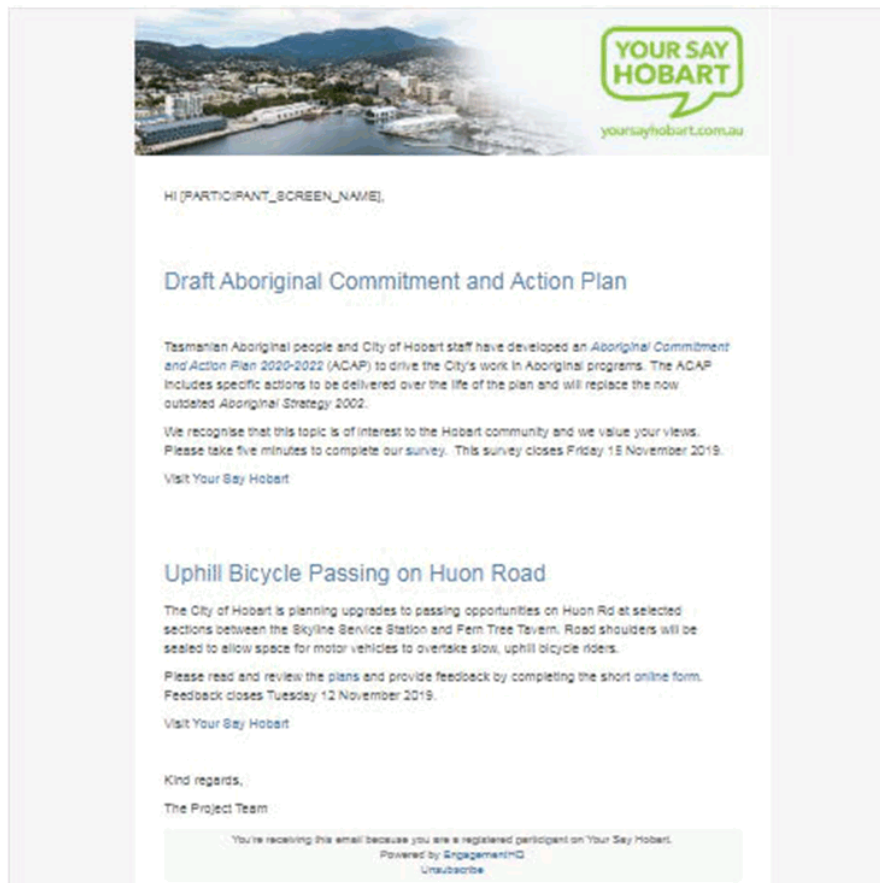 YOUR SAY
HOBART
yoursayhobart.com.au
Hi [PARTICIPANT_SCREEN_NAME],
Draft Aboriginal Commitment and Action Plan
Tasmanian Aboriginal people and City of Hobart staff have developed an Aboriginal Commitment
and Action Plan 2020-2022 (ACAP) to drive the City's work in Aboriginal programs. The ACAP
includes specific actions to be delivered over the life of the plan and will replace the now
outdated Aboriginal Strategy 2002.
We recognise that this topic is of interest to the Hobart community and we value your views.
Please take five minutes to complete our survey. This survey closes Friday 15 November 2019.
Visit Your Say Hobart
Uphill Bicycle Passing on Huon Road
The City of Hobart is planning upgrades to passing opportunities on Huon Rd at selected
sections between the Skyline Service Station and Fern Tree Tavern. Road shoulders will be
sealed to allow space for motor vehicles to overtake slow, uphill bicycle riders.
Please read and review the plans and provide feedback by completing the short online form.
Feedback closes Tuesday 12 November 2019.
Visit Your Say Hobart
Kind regards,
The Project Team
You're receiving this email because you are a registered participant on Your Say Hobart.
Powered by EngagementHQ
Unsubscribe